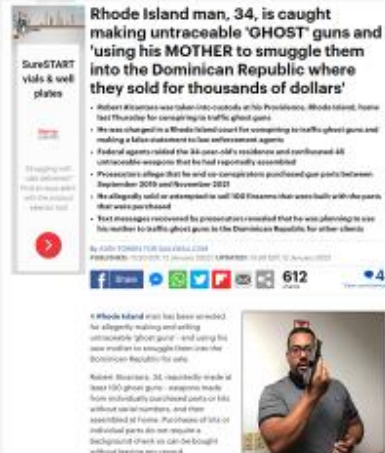 Rhode Island man, 34, is caught
making untraceable 'GHOST' guns and
'using his MOTHER to smuggle them
into the Dominican Republic where
they sold for thousands of dollars'
SureSTART
vials & well
plates
Robert Alcantara was taken into custody at his Providence, Rhode Island, home
last Thursday for conspiring to traffic ghost guns
He was charged in a Rhode Island court for conspiring to traffic ghost guns and
making a false statement to law enforcement agents
Federal agents raided the 34-year-old's residence and confiscated 45
untraceable weapons that he had reportedly assembled
Prosecutors allege that he and co-conspirators purchased gun parts between
September 2019 and November 2021
He allegedly sold or attempted to sell 100 firearms that were built with the parts
that were purchased
Text messages recovered by prosecutors revealed that he was planning to use
his mother to traffic ghost guns in the Dominican Republic for other clients
Share
612
shares
4
A Rhode Island man has been arrested
for allegedly making and selling
untraceable 'ghost guns' - and using his
own mother to smuggle them into the
Dominican Republic for sale.
Robert Alcantara, 34, reportedly made at
least 100 ghost guns - weapons made
from individually purchased parts or kits
without serial numbers, and then
assembled at home. Purchases of kits or
individual parts do not require a
background check so can be bought
without leaving any record.